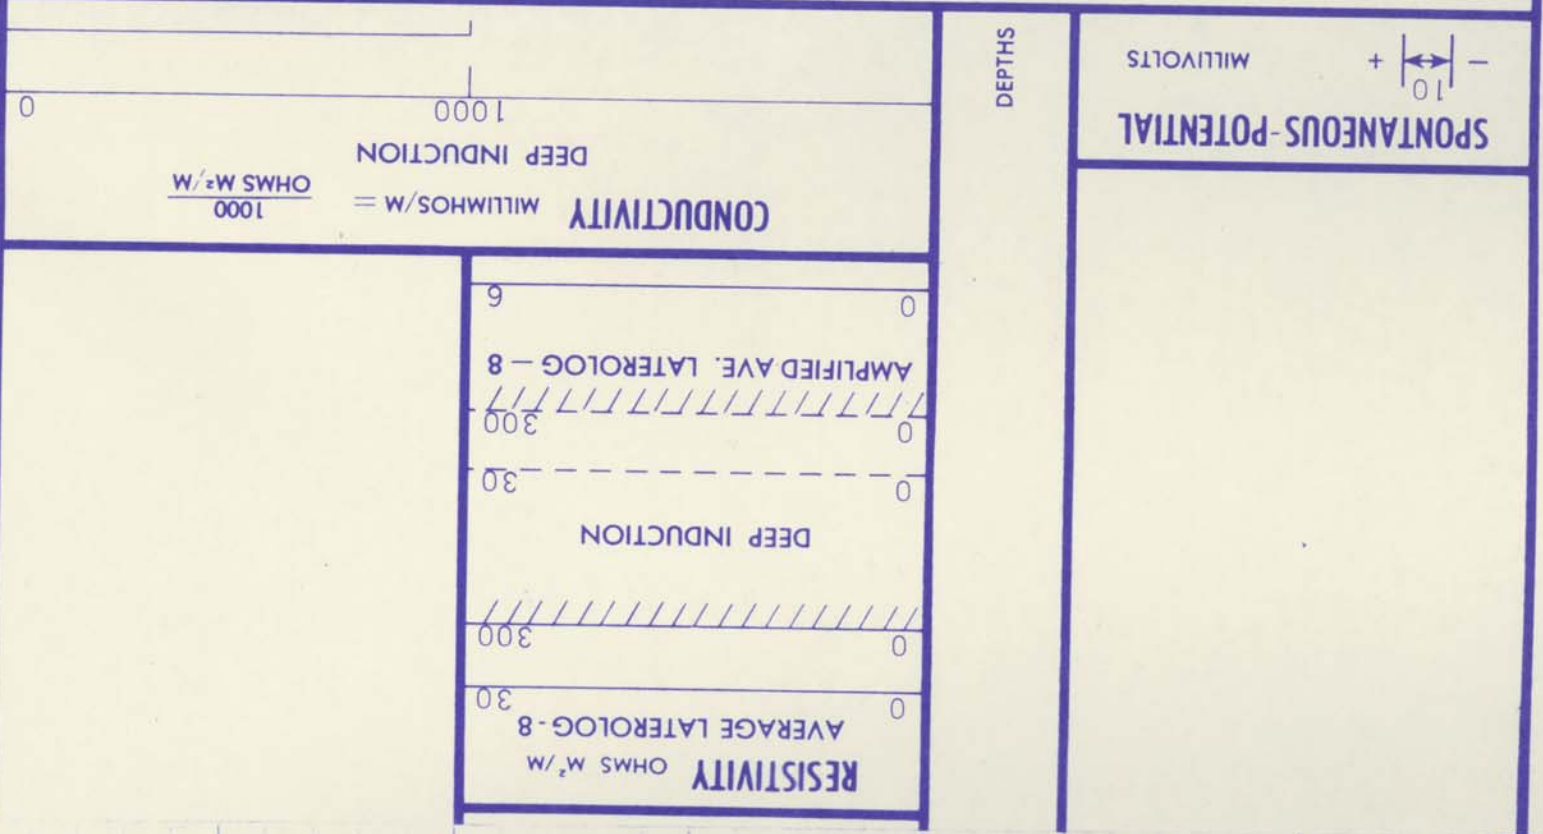 SPONTANEOUS-POTENTIAL
10
- + MILLIVOLTS
DEPTHS
RESISTIVITY OHMS M²/M
AVERAGE LATEROLOG-8
0 30
0 300
DEEP INDUCTION
0 30
0 300
AMPLIFIED AVE. LATEROLOG — 8
0 6
CONDUCTIVITY MILLIMHOS/M = 1000
OHMS M²/M
DEEP INDUCTION
1000 0